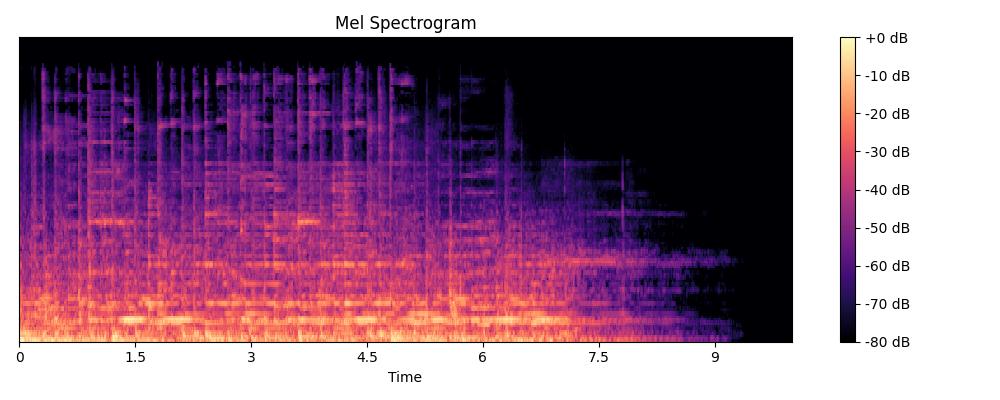 Mel Spectrogram
+0 dB
-10 dB
-20 dB
-30 dB
-40 dB
-50 dB
-60 dB
-70 dB
-80 dB
0 1.5 3 4.5 6 7.5 9
Time